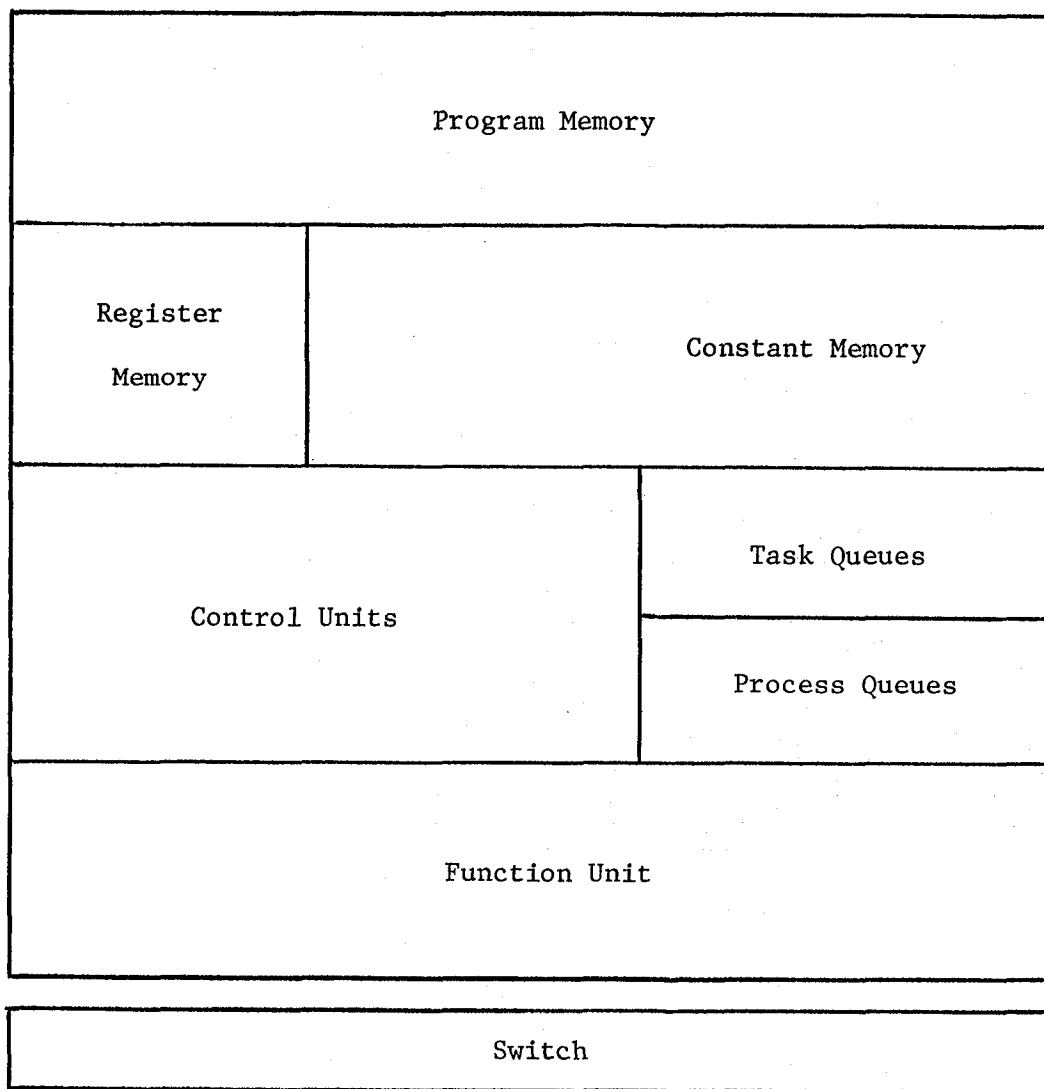 Program Memory
Register
Memory
Constant Memory
Control Units
Task Queues
Process Queues
Function Unit
Switch